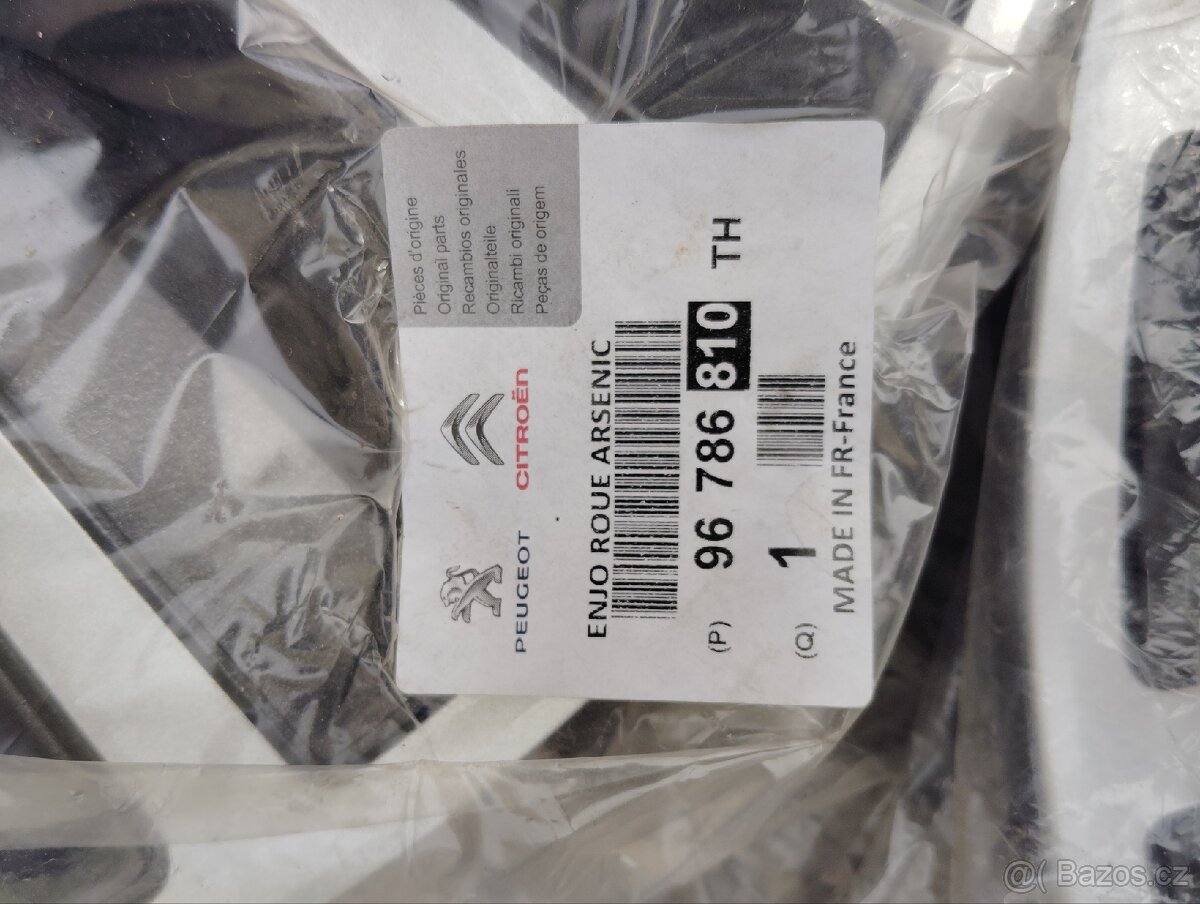 PEUGEOT
CITROËN
Pièces d'origine
Original parts
Recambios originales
Originalteile
Ricambi originali
Peças de origem
ENJO ROUE ARSENIC
(P) 96 786 810 TH
(Q) 1
MADE IN FR-France
@( Bazos.cz